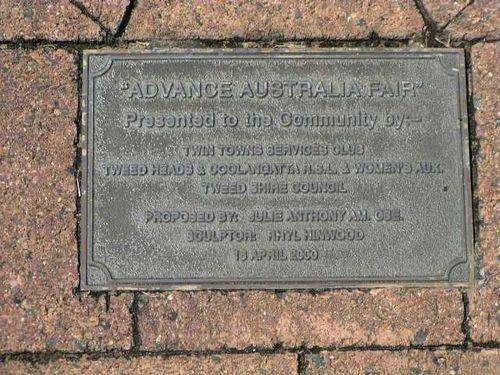 "ADVANCE AUSTRALIA FAIR"
Presented to the Community by:-
TWIN TOWNS SERVICES CLUB
TWEED HEADS & COOLANGATTA R.S.L. & WOMEN'S AUX.
TWEED SHIRE COUNCIL
PROPOSED BY: JULIE ANTHONY AM. OBE.
SCULPTOR: RHYL HINWOOD
18 APRIL 2000